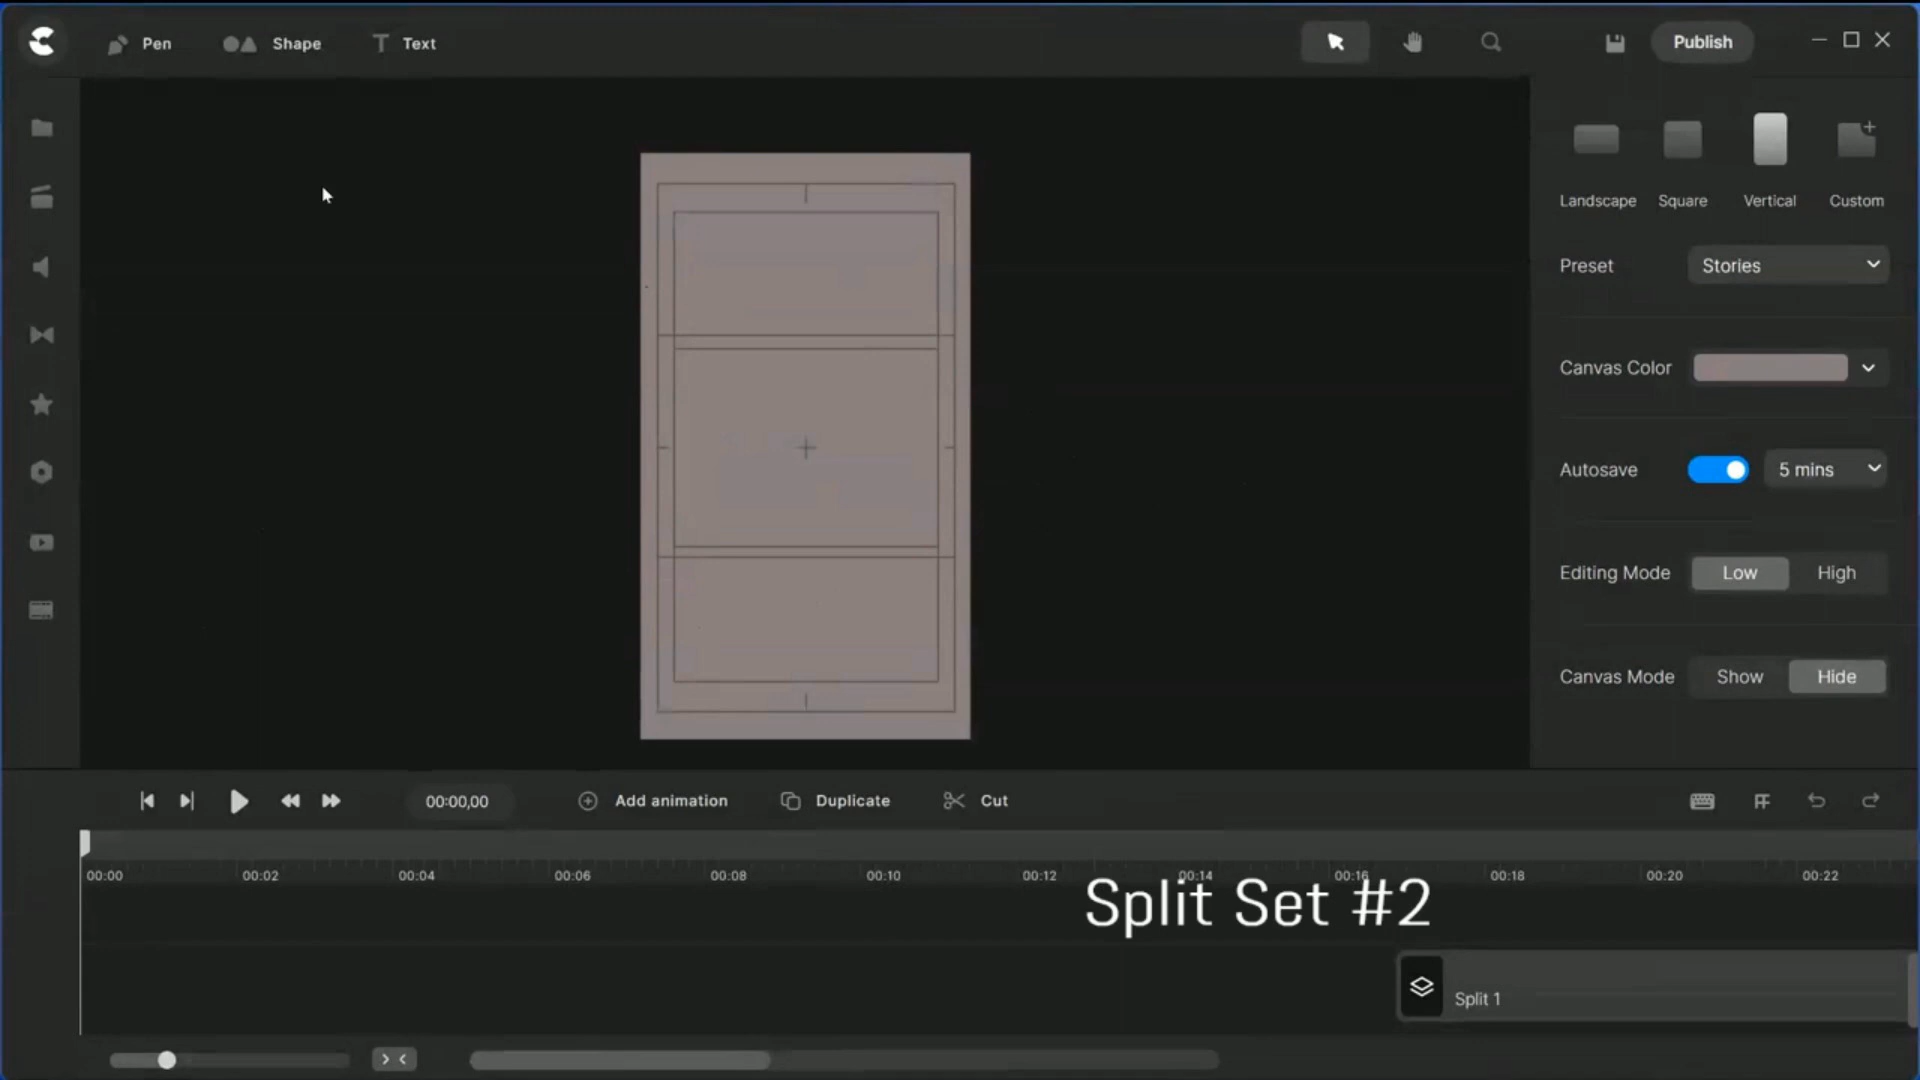 Pen Shape Text Publish
Landscape Square Vertical Custom
Preset Stories
Canvas Color
Autosave 5 mins
Editing Mode Low High
Canvas Mode Show Hide
00:00,00 Add animation Duplicate Cut
00:00 00:02 00:04 00:06 00:08 00:10 00:12 00:14 00:16 00:18 00:20 00:22
Split Set #2
Split 1